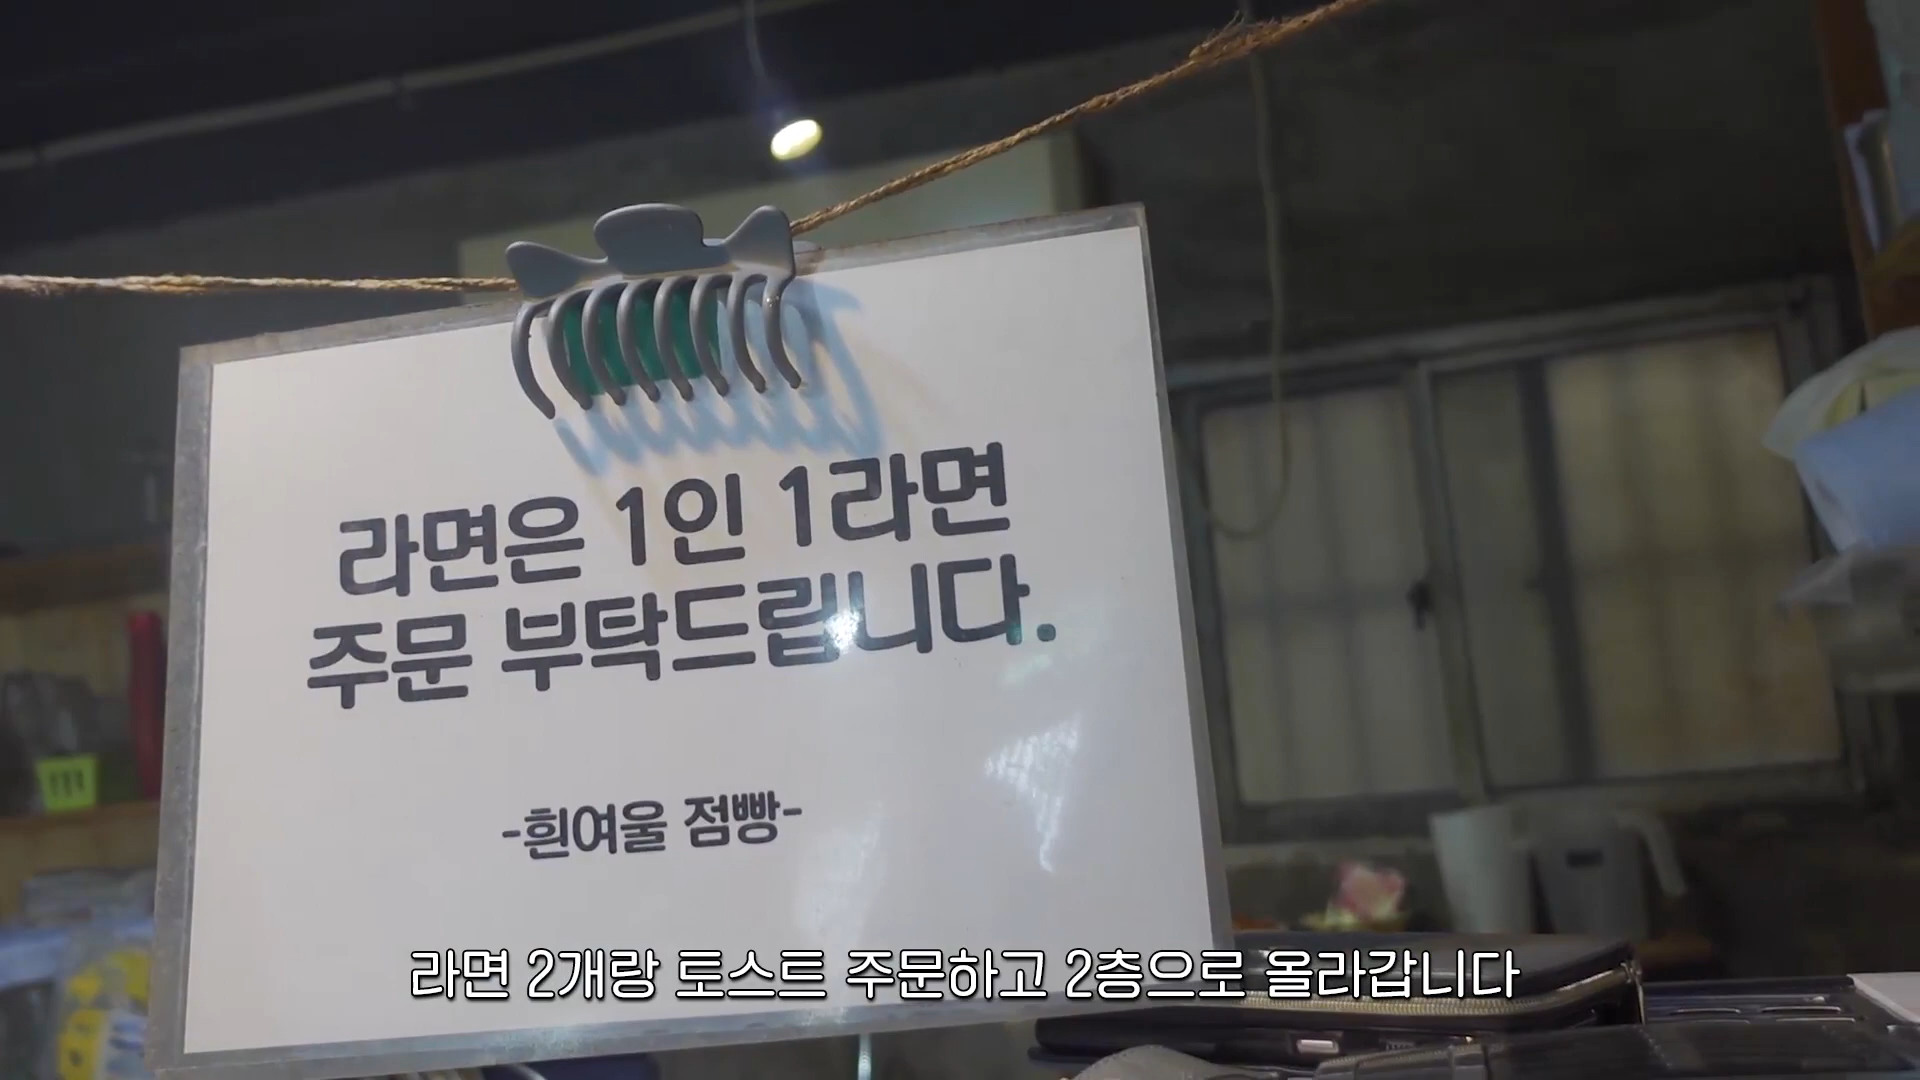 라면은 1인 1라면
주문 부탁드립니다.
-흰여울 점빵-
라면 2개랑 토스트 주문하고 2층으로 올라갑니다